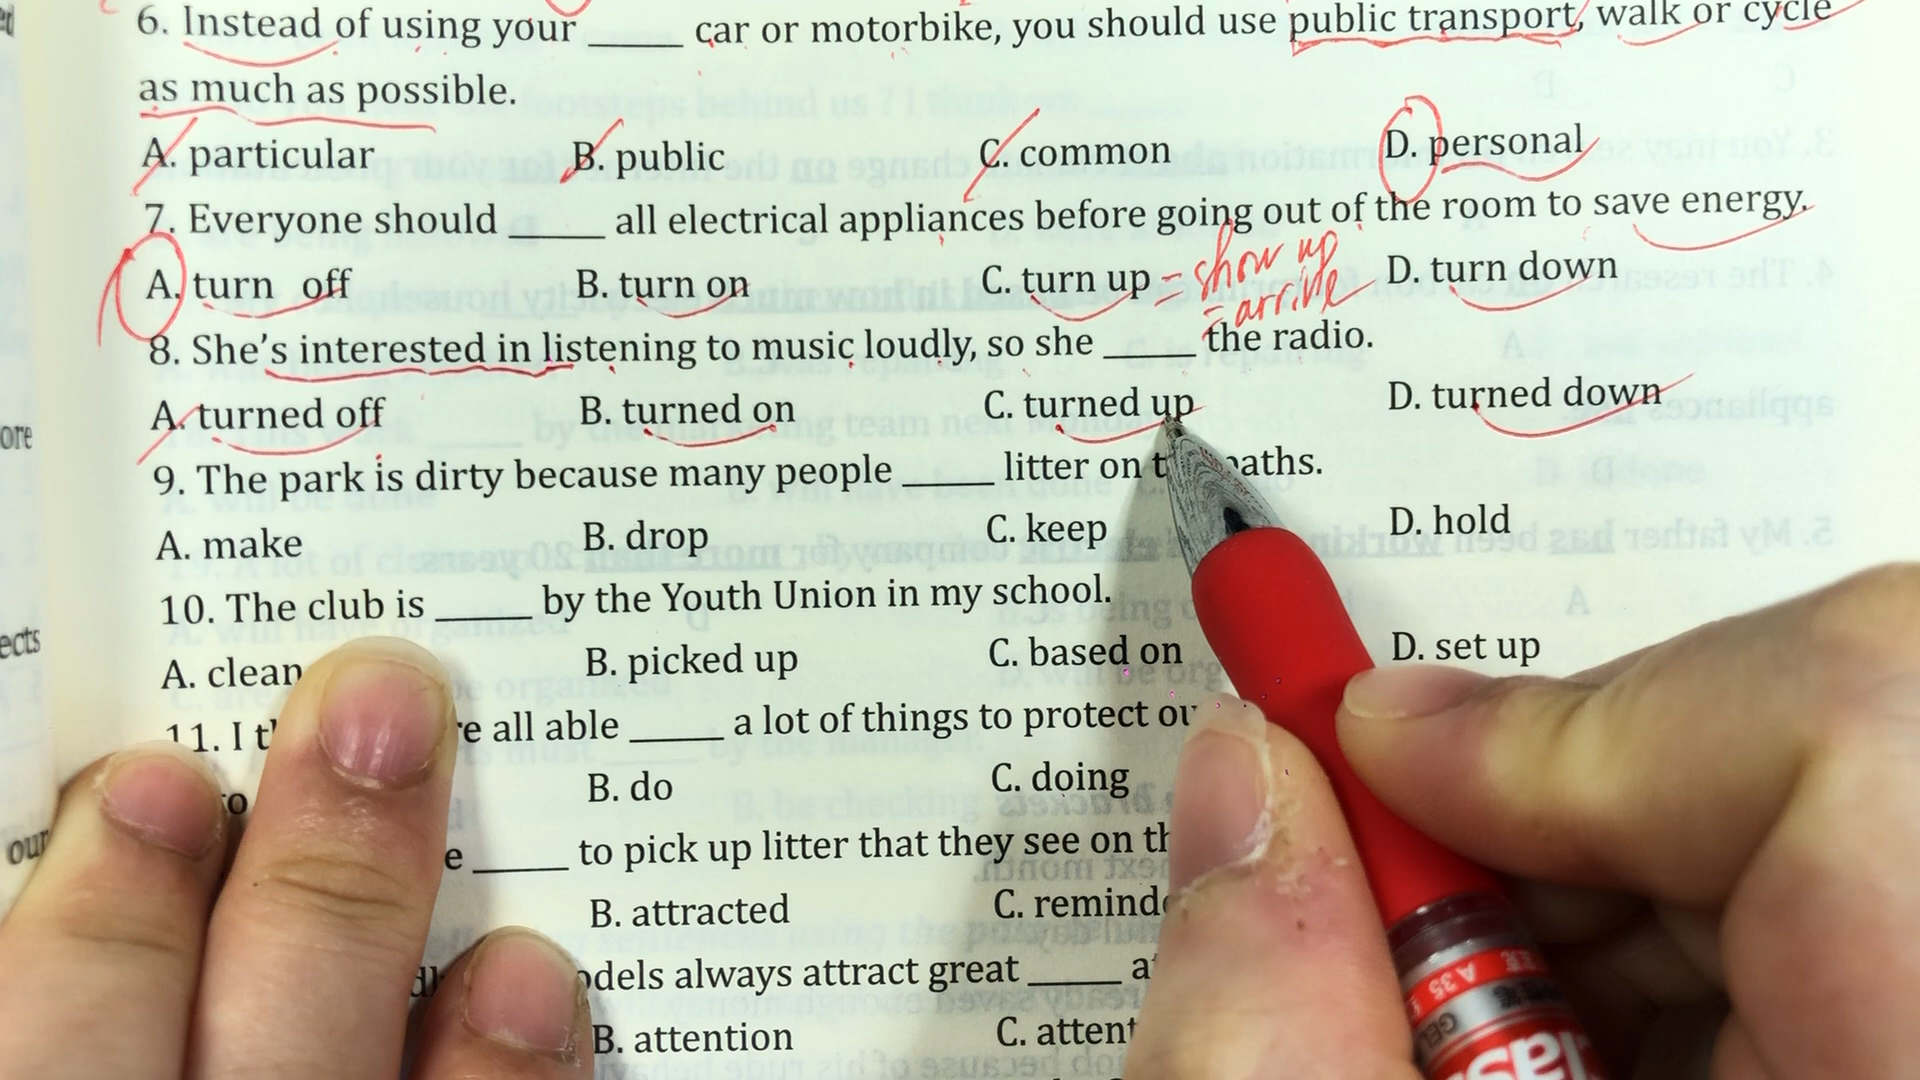 6. Instead of using your _____ car or motorbike, you should use public transport, walk or cycle
as much as possible.
A. particular B. public C. common D. personal
7. Everyone should _____ all electrical appliances before going out of the room to save energy.
A. turn off B. turn on C. turn up = show up D. turn down
= arrive
8. She's interested in listening to music loudly, so she _____ the radio.
A. turned off B. turned on C. turned up D. turned down
9. The park is dirty because many people _____ litter on
A. make B. drop C. keep D. hold
10. The club is _____ by the Youth Union in my school.
A. clean B. picked up C. based on D. set up
11. I all able _____ a lot of things to protect
B. do C. doing
_____ to pick up litter that they see on
B. attracted C.
always attract great _____
B. attention C.